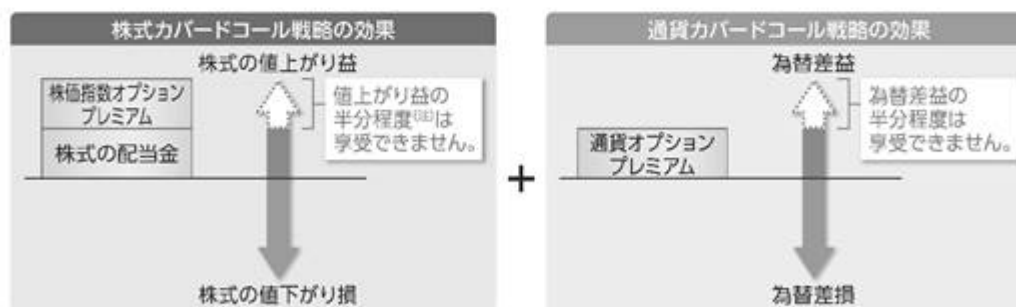 株式カバードコール戦略の効果
株式の値上がり益
株価指数オプション
プレミアム
株式の配当金
値上がり益の
半分程度(注)は
享受できません。
株式の値下がり損
+
通貨カバードコール戦略の効果
為替差益
通貨オプション
プレミアム
為替差益の
半分程度は
享受できません。
為替差損